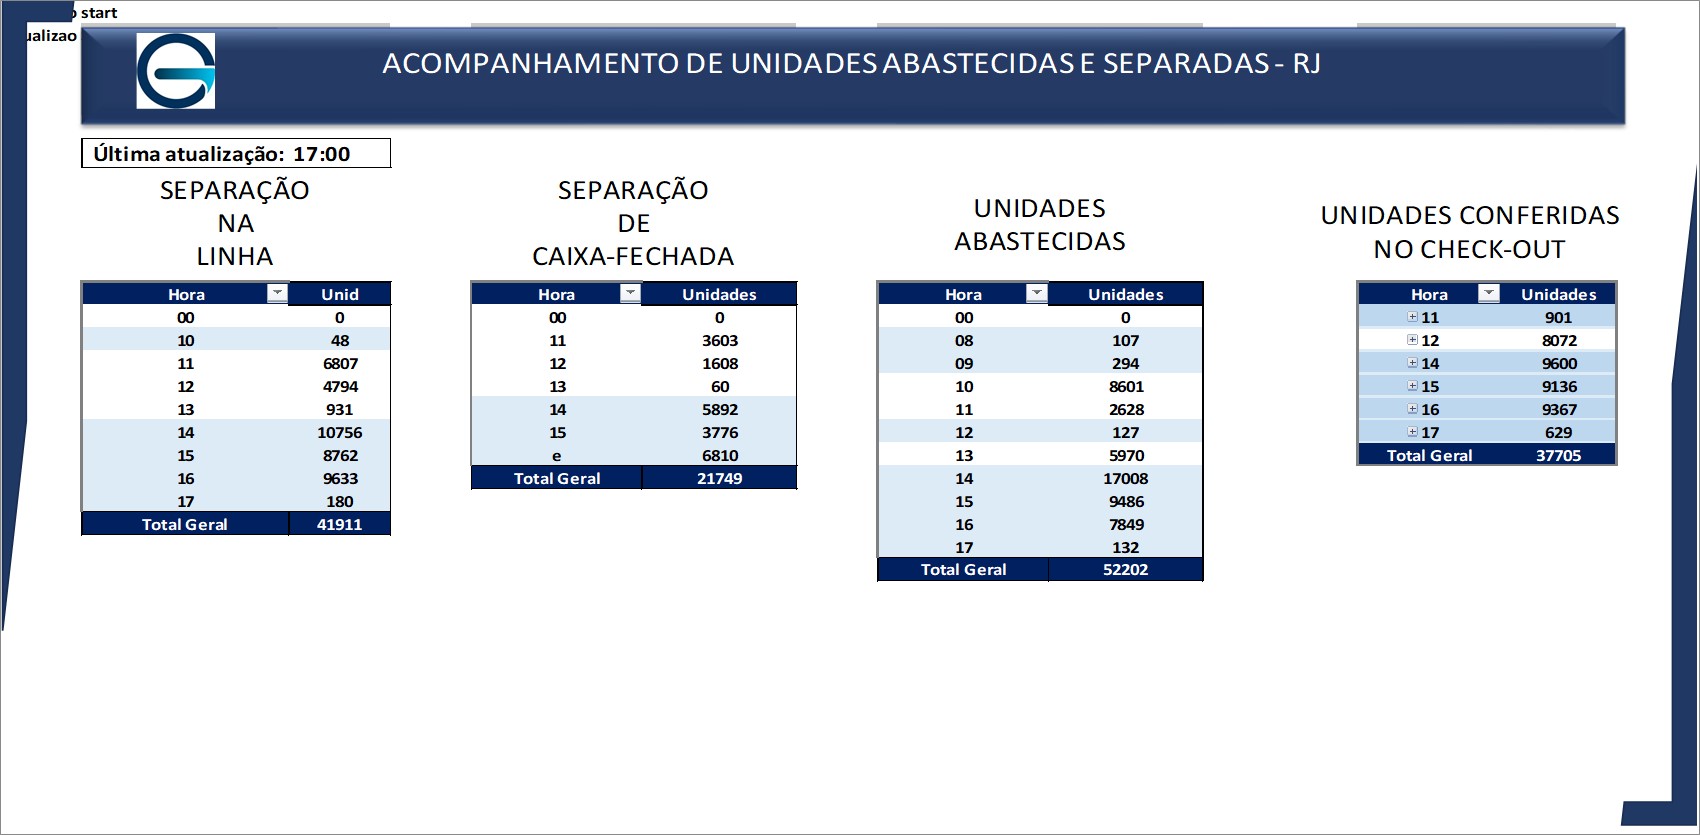 start
ualizao
ACOMPANHAMENTO DE UNIDADES ABASTECIDAS E SEPARADAS - RJ
Última atualização: 17:00
SEPARAÇÃO
NA
LINHA
Hora Unid
00 0
10 48
11 6807
12 4794
13 931
14 10756
15 8762
16 9633
17 180
Total Geral 41911
SEPARAÇÃO
DE
CAIXA-FECHADA
Hora Unidades
00 0
11 3603
12 1608
13 60
14 5892
15 3776
e 6810
Total Geral 21749
UNIDADES
ABASTECIDAS
Hora Unidades
00 0
08 107
09 294
10 8601
11 2628
12 127
13 5970
14 17008
15 9486
16 7849
17 132
Total Geral 52202
UNIDADES CONFERIDAS
NO CHECK-OUT
Hora Unidades
11 901
12 8072
14 9600
15 9136
16 9367
17 629
Total Geral 37705